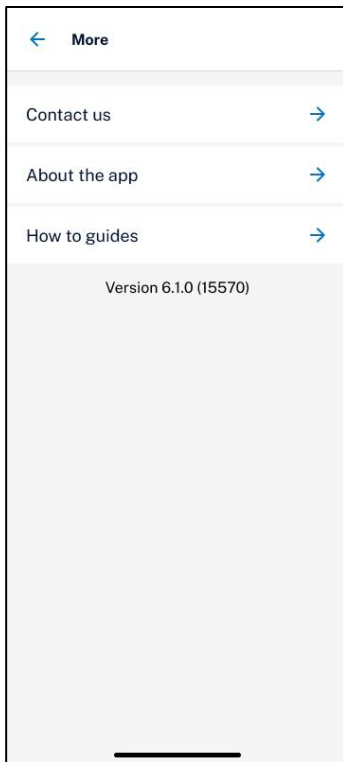 More
Contact us
About the app
How to guides
Version 6.1.0 (15570)